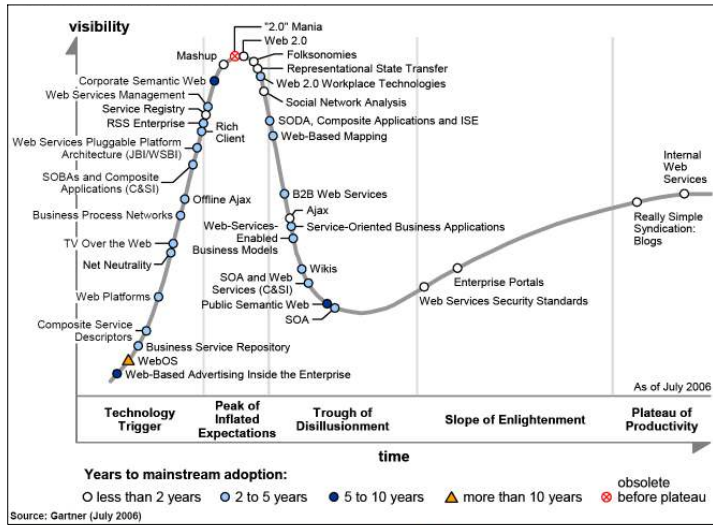 visibility
"2.0" Mania
Web 2.0
Mashup
Folksonomies
Representational State Transfer
Corporate Semantic Web
Web 2.0 Workplace Technologies
Web Services Management
Social Network Analysis
Service Registry
RSS Enterprise
Rich
Client
SODA, Composite Applications and ISE
Web-Based Mapping
Web Services Pluggable Platform
Architecture (JBI/WSBI)
SOBAs and Composite
Applications (C&SI)
Offline Ajax
B2B Web Services
Business Process Networks
Ajax
Service-Oriented Business Applications
Web-Services-
Enabled
Business Models
TV Over the Web
Net Neutrality
Wikis
SOA and Web
Services (C&SI)
Web Platforms
Public Semantic Web
SOA
Composite Service
Descriptors
Business Service Repository
WebOS
Web-Based Advertising Inside the Enterprise
Enterprise Portals
Web Services Security Standards
Internal
Web
Services
Really Simple
Syndication:
Blogs
As of July 2006
Technology
Trigger
Peak of
Inflated
Expectations
Trough of
Disillusionment
Slope of Enlightenment
Plateau of
Productivity
time
Years to mainstream adoption:
less than 2 years
2 to 5 years
5 to 10 years
more than 10 years
obsolete
before plateau
Source: Gartner (July 2006)